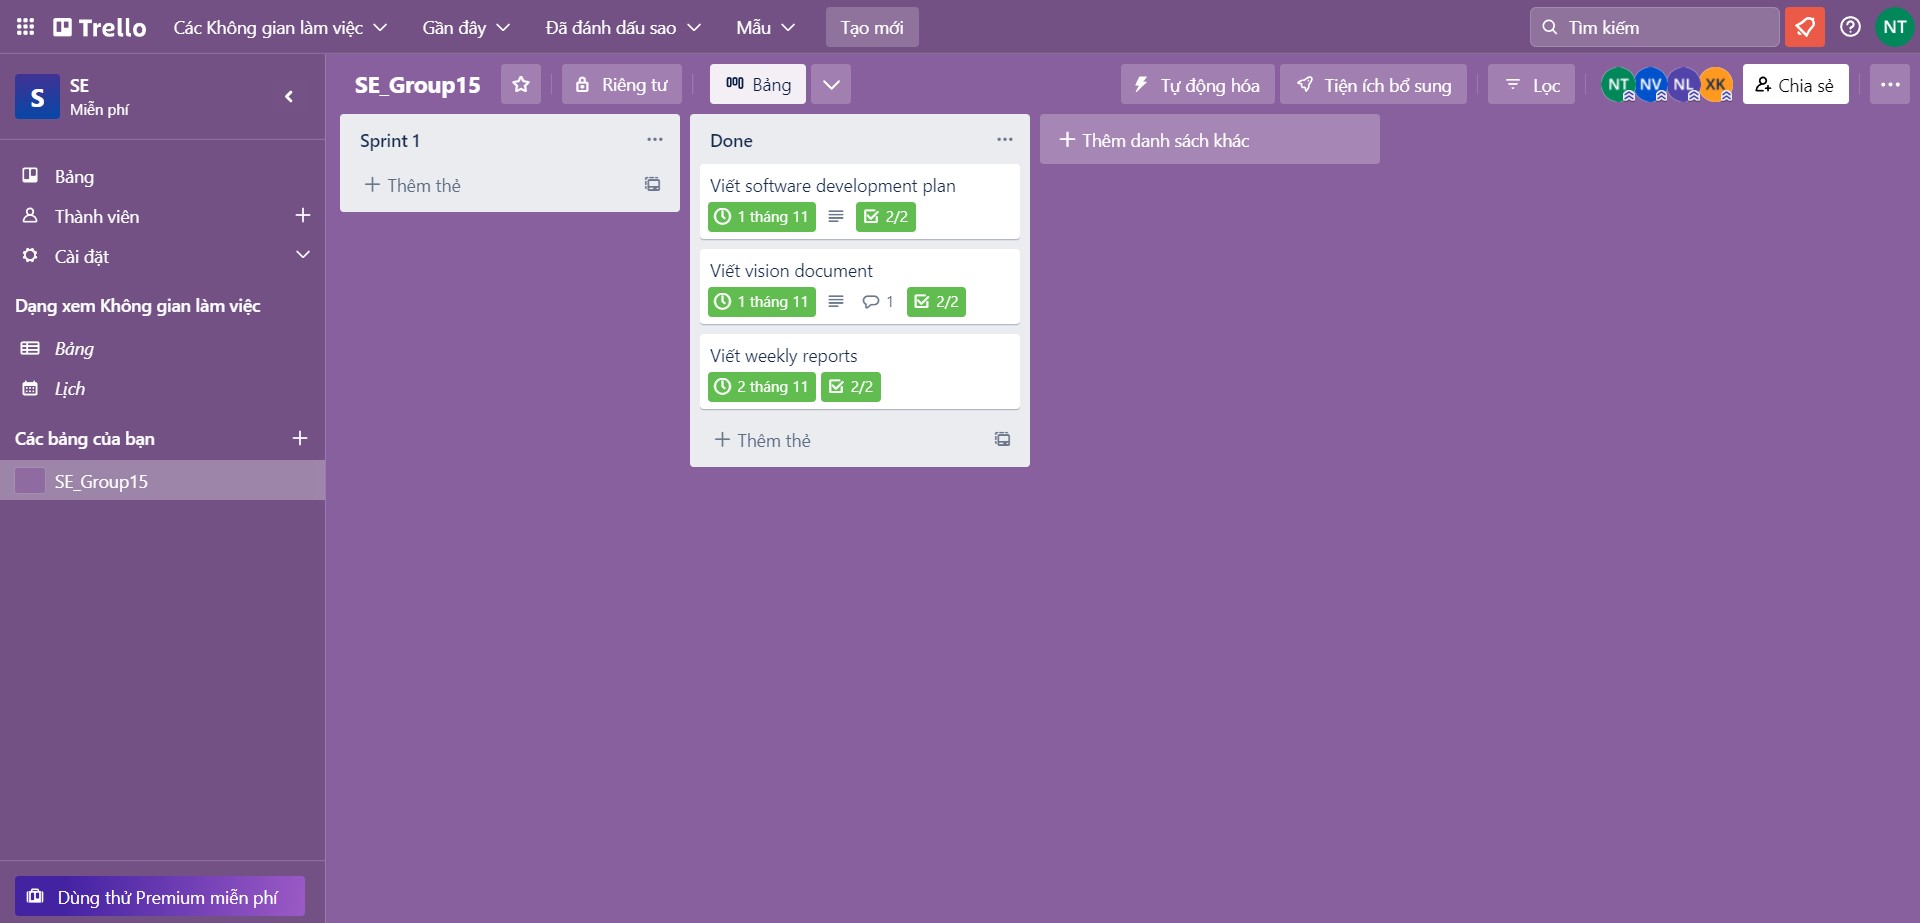 Trello
Các Không gian làm việc
Gần đây
Đã đánh dấu sao
Mẫu
Tạo mới
Tìm kiếm
NT
S
SE
Miễn phí
SE_Group15
Riêng tư
Bảng
Tự động hóa
Tiện ích bổ sung
Lọc
NT
NV
NL
XK
Chia sẻ
Bảng
Thành viên
Cài đặt
Dạng xem Không gian làm việc
Bảng
Lịch
Các bảng của bạn
SE_Group15
Dùng thử Premium miễn phí
Sprint 1
Thêm thẻ
Done
Viết software development plan
1 tháng 11
2/2
Viết vision document
1 tháng 11
1
2/2
Viết weekly reports
2 tháng 11
2/2
Thêm thẻ
Thêm danh sách khác